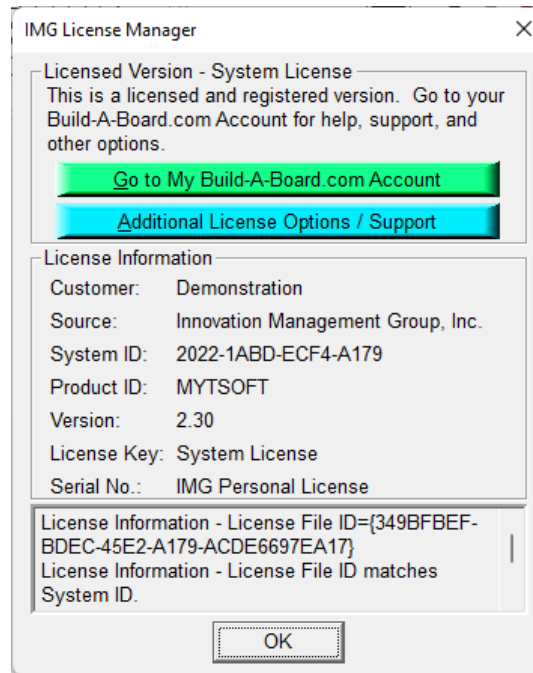 IMG License Manager
Licensed Version - System License
This is a licensed and registered version.  Go to your
Build-A-Board.com Account for help, support, and
other options.
Go to My Build-A-Board.com Account
Additional License Options / Support
License Information
Customer: Demonstration
Source: Innovation Management Group, Inc.
System ID: 2022-1ABD-ECF4-A179
Product ID: MYTSOFT
Version: 2.30
License Key: System License
Serial No.: IMG Personal License
License Information - License File ID={349BFBEF-
BDEC-45E2-A179-ACDE6697EA17}
License Information - License File ID matches
System ID.
OK